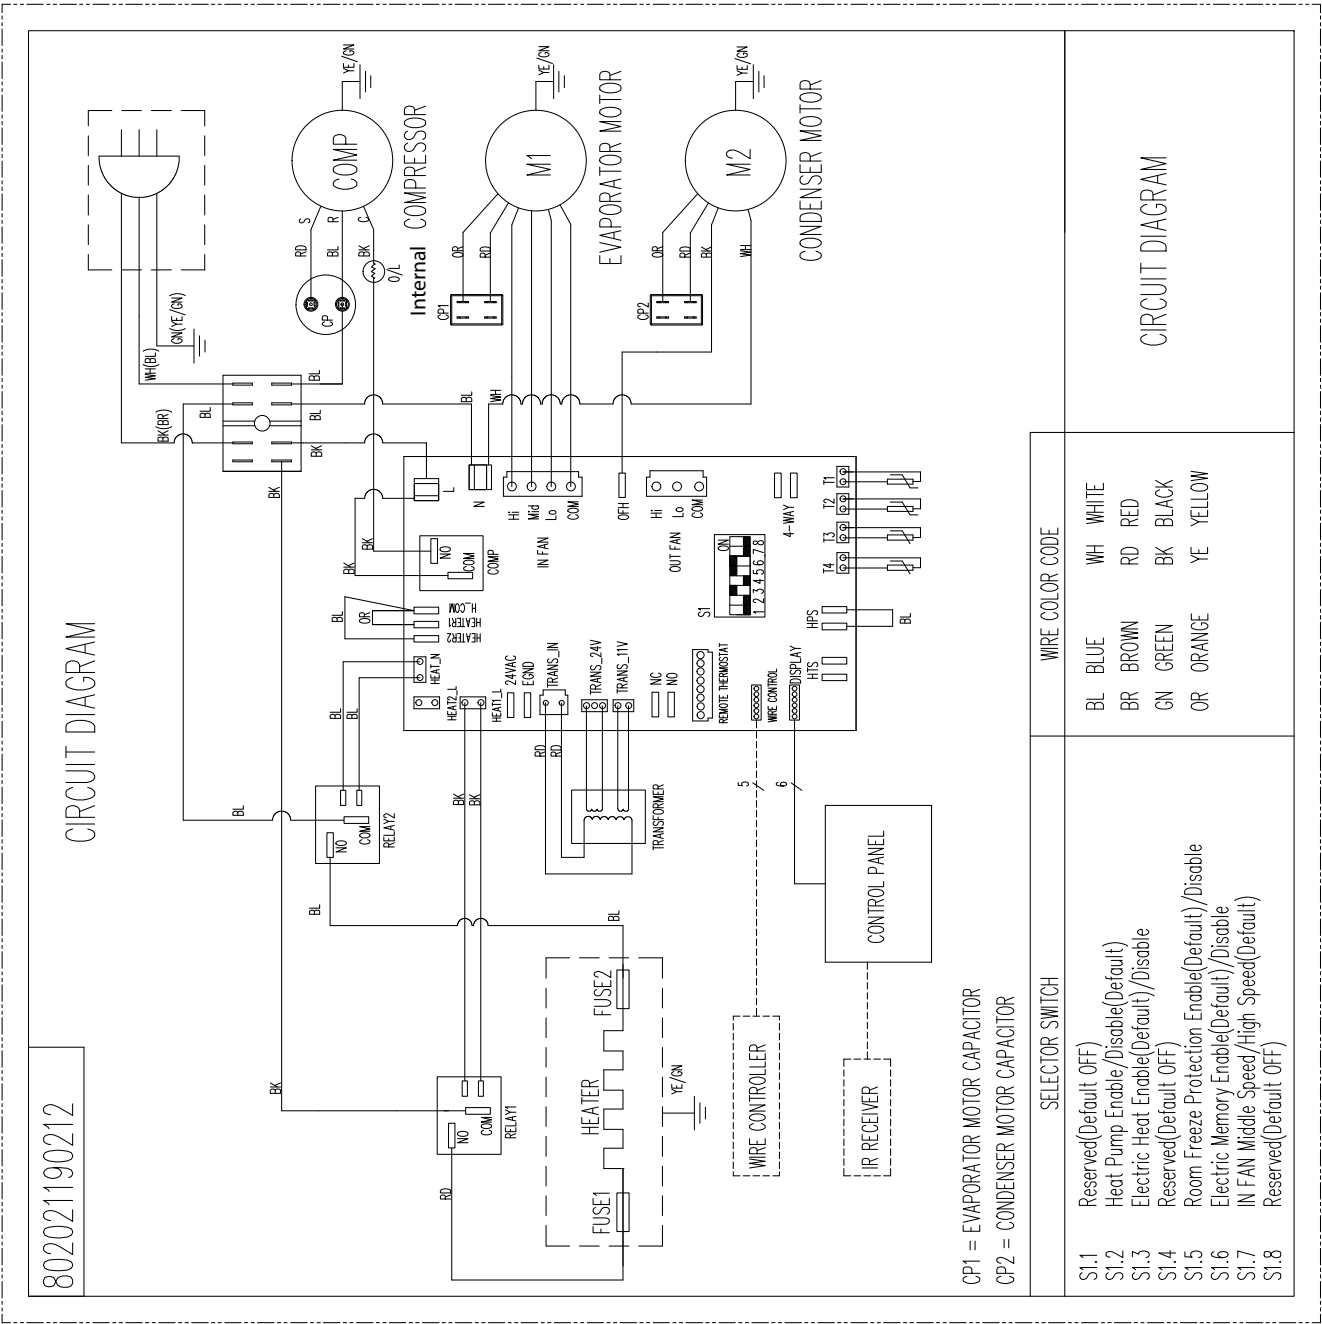 802021190212
CIRCUIT DIAGRAM
BK(BR)
WH(BL)
GN(YE/GN)
BL
BL
BL
BK
BK
COMP
YE/GN
COMPRESSOR
Internal
S
R
C
RD
BL
BK
O/L
CP
M1
YE/GN
EVAPORATOR MOTOR
OR
RD
CP1
M2
YE/GN
CONDENSER MOTOR
OR
RD
BK
WH
CP2
BL
WH
L
N
BK
BK
NO
COM
COMP
Hi
Mid
Lo
COM
IN FAN
OFH
Hi
Lo
COM
OUT FAN
4-WAY
S1
ON
1 2 3 4 5 6 7 8
T1
T2
T3
T4
HPS
BL
HTS
BL
OR
H_COM
HEATER1
HEATER2
HEAT_N
HEAT2_L
HEAT1_L
24VAC
EGND
TRANS_IN
TRANS_24V
TRANS_11V
NC
NO
REMOTE THERMOSTAT
WIRE CONTROL
DISPLAY
BL
BL
BK
BK
RD
RD
TRANSFORMER
5
6
BL
NO
COM
RELAY2
BL
BL
BK
NO
COM
RELAY1
RD
HEATER
FUSE1
FUSE2
YE/GN
WIRE CONTROLLER
IR RECEIVER
CONTROL PANEL
CP1 = EVAPORATOR MOTOR CAPACITOR
CP2 = CONDENSER MOTOR CAPACITOR
SELECTOR SWITCH
S1.1 Reserved(Default OFF)
S1.2 Heat Pump Enable/Disable(Default)
S1.3 Electric Heat Enable(Default)/Disable
S1.4 Reserved(Default OFF)
S1.5 Room Freeze Protection Enable(Default)/Disable
S1.6 Electric Memory Enable(Default)/Disable
S1.7 IN FAN Middle Speed/High Speed(Default)
S1.8 Reserved(Default OFF)
WIRE COLOR CODE
BL BLUE WH WHITE
BR BROWN RD RED
GN GREEN BK BLACK
OR ORANGE YE YELLOW
CIRCUIT DIAGRAM